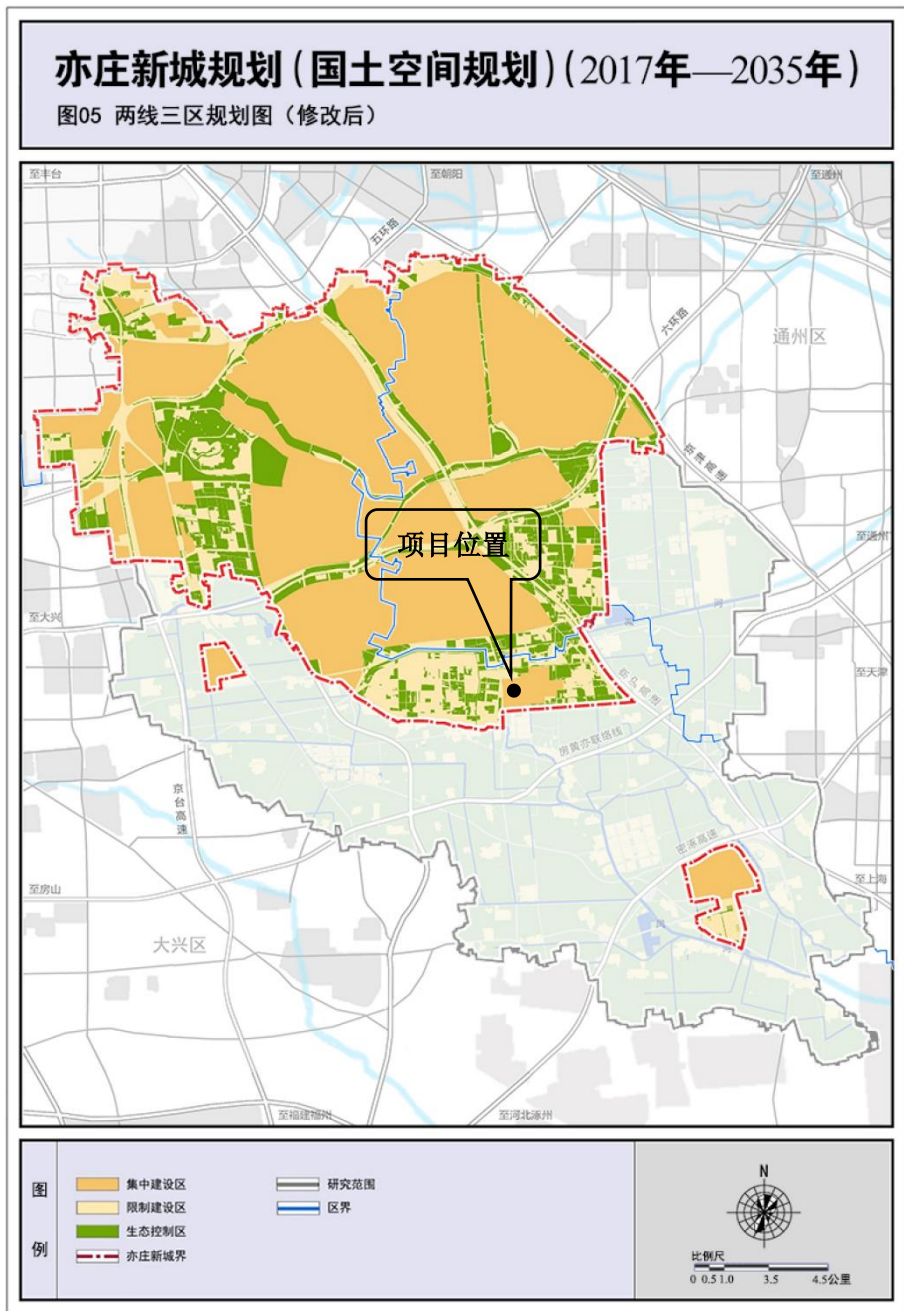 亦庄新城规划（国土空间规划）（2017年—2035年）
图05 两线三区规划图（修改后）
至丰台
至朝阳
至通州
五环路
六环路
通州区
京津高速
项目位置
至通州
至大兴
河
至天津
房黄亦联络线
京台高速
密涿高速
至房山
至上海
大兴区
至福建福州
至河北涿州
图例
集中建设区
限制建设区
生态控制区
亦庄新城界
研究范围
区界
N
比例尺
0 0.5 1.0 3.5 4.5公里